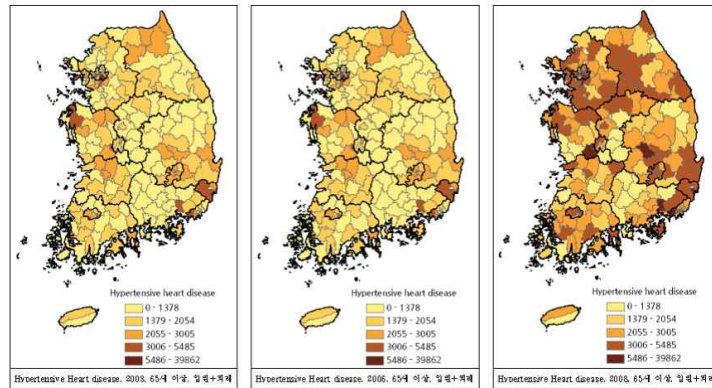 Hypertensive heart disease
0 - 1378
1379 - 2054
2055 - 3005
3006 - 5485
5486 - 39862
Hypertensive Heart disease. 2003. 65세 이상. 입원+외래
Hypertensive heart disease
0 - 1378
1379 - 2054
2055 - 3005
3006 - 5485
5486 - 39862
Hypertensive Heart disease. 2006. 65세 이상. 입원+외래
Hypertensive heart disease
0 - 1378
1379 - 2054
2055 - 3005
3006 - 5485
5486 - 39862
Hypertensive Heart disease. 2008. 65세 이상. 입원+외래